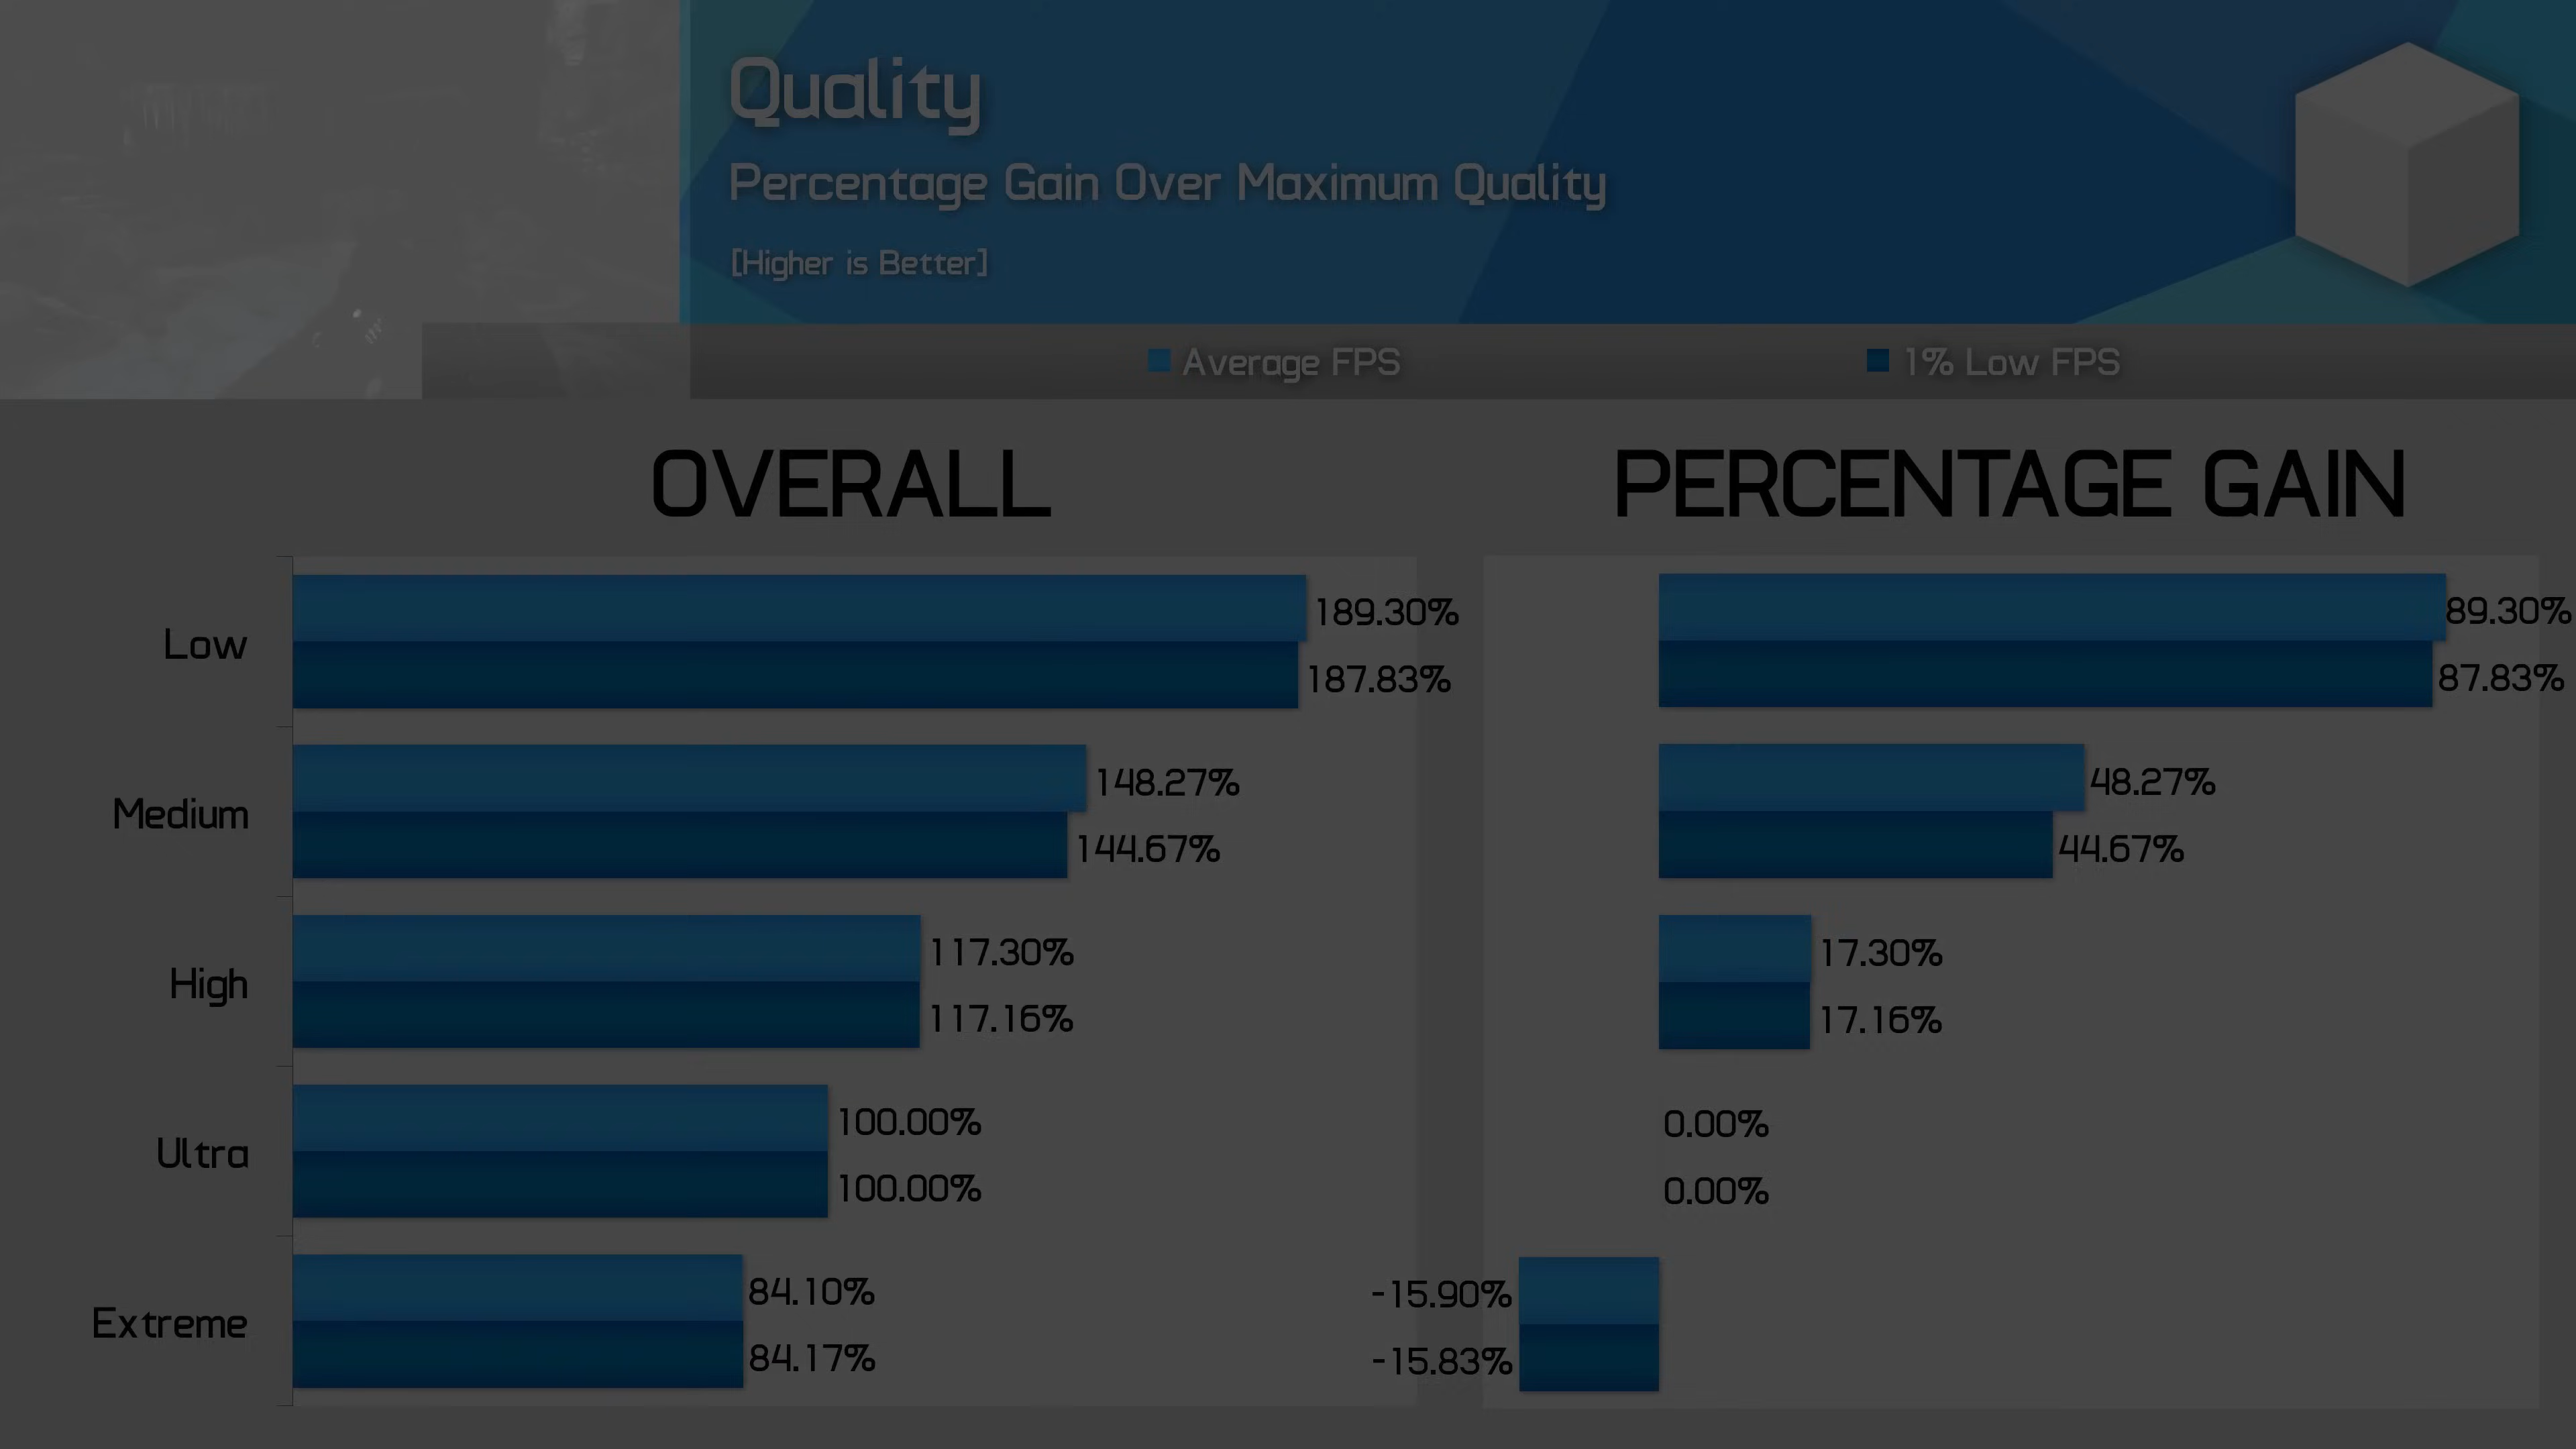 Quality
Percentage Gain Over Maximum Quality
[Higher is Better]
Average FPS
1% Low FPS
OVERALL
PERCENTAGE GAIN
Low
189.30%
187.83%
89.30%
87.83%
Medium
148.27%
144.67%
48.27%
44.67%
High
117.30%
117.16%
17.30%
17.16%
Ultra
100.00%
100.00%
0.00%
0.00%
Extreme
84.10%
84.17%
-15.90%
-15.83%